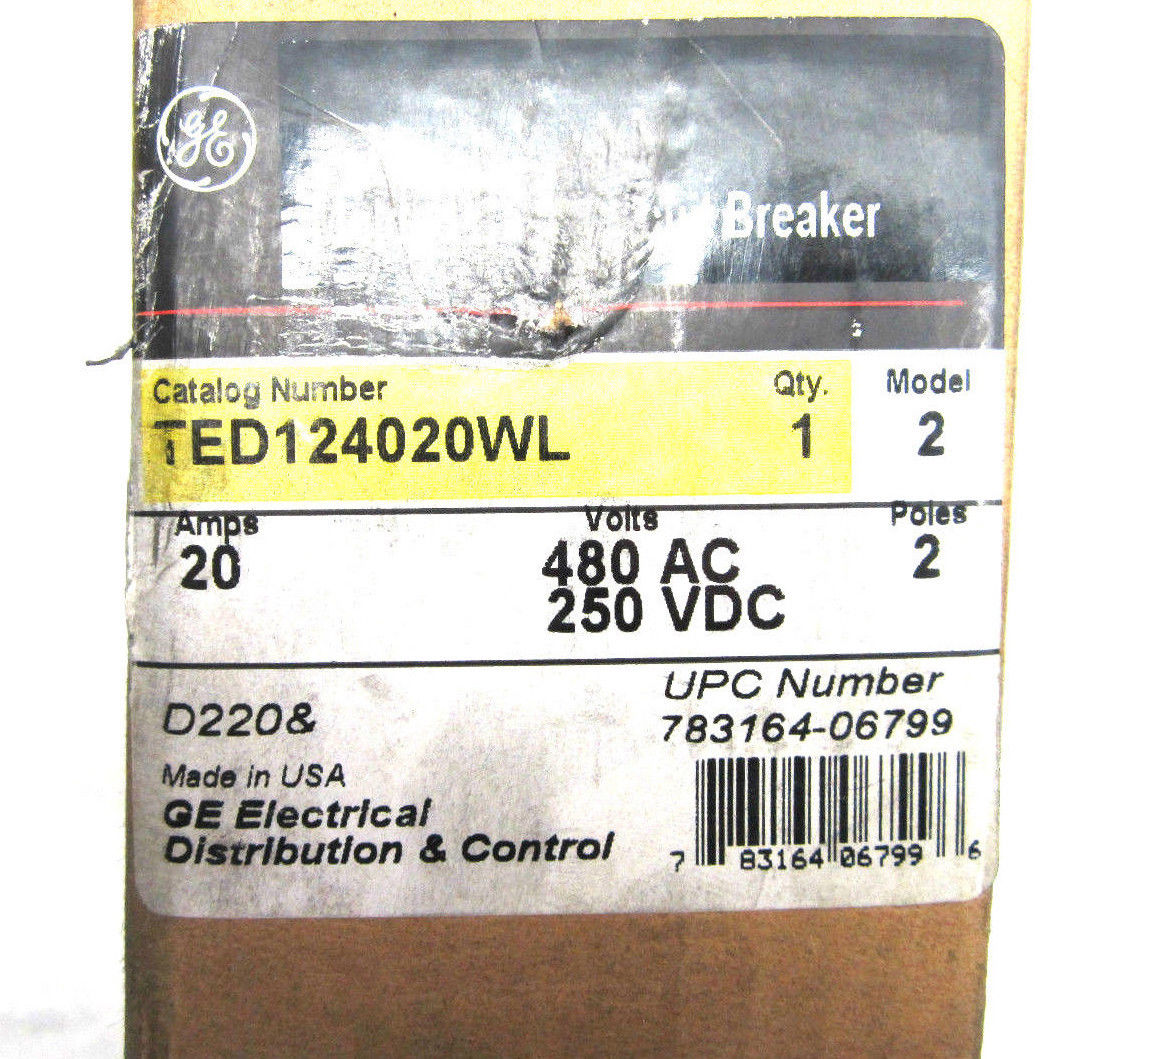 GE
Breaker
Catalog Number Qty. Model
TED124020WL 1 2
Amps Volts Poles
20 480 AC 2
250 VDC
UPC Number
D220& 783164-06799
Made in USA
GE Electrical
Distribution & Control
7 83164 06799 6